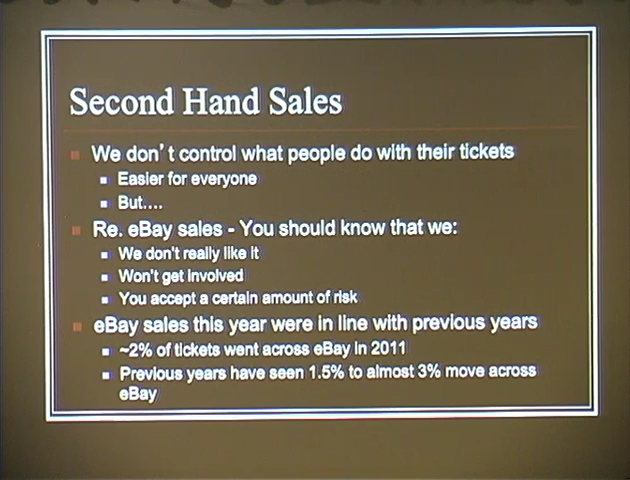 Second Hand Sales
We don't control what people do with their tickets
Easier for everyone
But....
Re. eBay sales - You should know that we:
We don't really like it
Won't get involved
You accept a certain amount of risk
eBay sales this year were in line with previous years
~2% of tickets went across eBay in 2011
Previous years have seen 1.5% to almost 3% move across
eBay